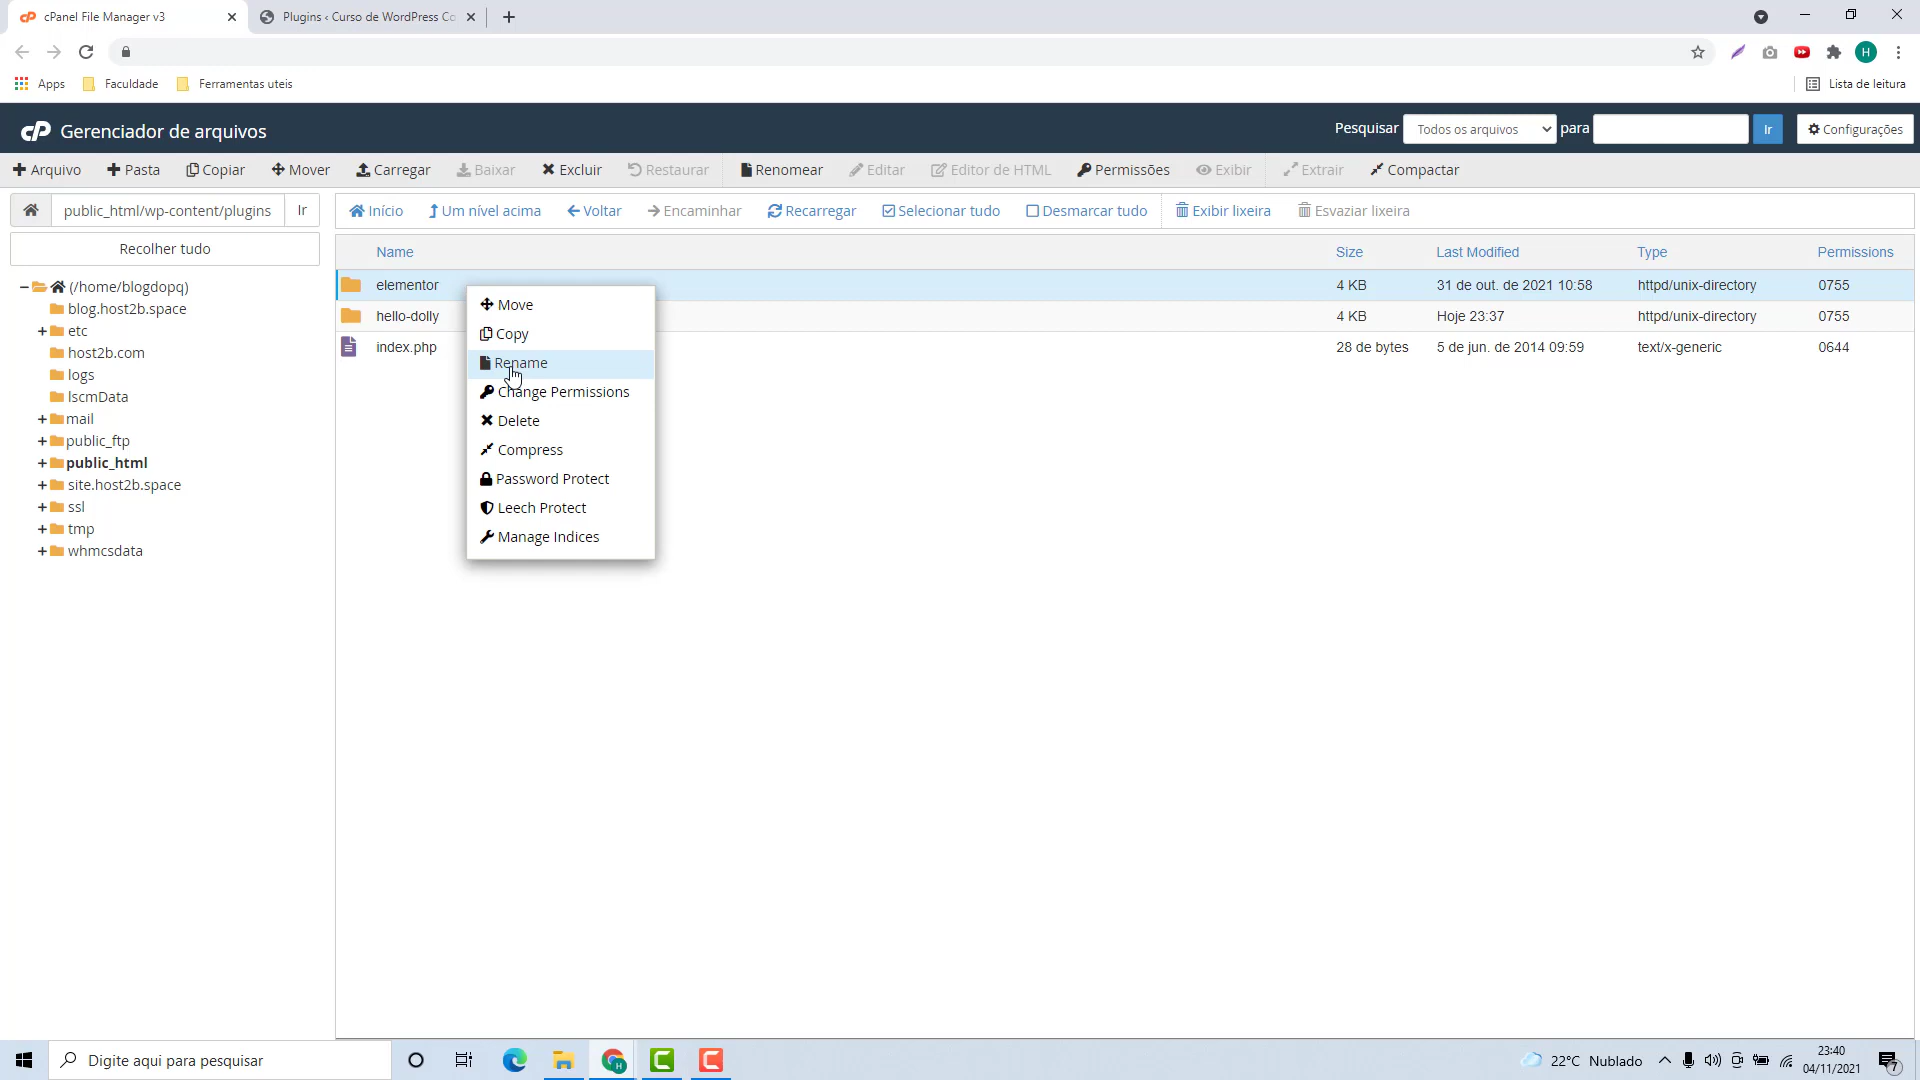 cPanel File Manager v3
Plugins ‹ Curso de WordPress Co
H
Apps
Faculdade
Ferramentas uteis
Lista de leitura
cP Gerenciador de arquivos
Pesquisar
Todos os arquivos
para
Ir
Configurações
Arquivo
Pasta
Copiar
Mover
Carregar
Baixar
Excluir
Restaurar
Renomear
Editar
Editor de HTML
Permissões
Exibir
Extrair
Compactar
public_html/wp-content/plugins
Ir
Início
Um nível acima
Voltar
Encaminhar
Recarregar
Selecionar tudo
Desmarcar tudo
Exibir lixeira
Esvaziar lixeira
Recolher tudo
(/home/blogdopq)
blog.host2b.space
etc
host2b.com
logs
lscmData
mail
public_ftp
public_html
site.host2b.space
ssl
tmp
whmcsdata
Name Size Last Modified Type Permissions
elementor 4 KB 31 de out. de 2021 10:58 httpd/unix-directory 0755
hello-dolly 4 KB Hoje 23:37 httpd/unix-directory 0755
index.php 28 de bytes 5 de jun. de 2014 09:59 text/x-generic 0644
Move
Copy
Rename
Change Permissions
Delete
Compress
Password Protect
Leech Protect
Manage Indices
Digite aqui para pesquisar
H
22°C Nublado
23:40
04/11/2021
7